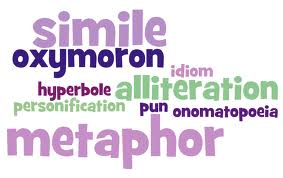 simile
oxymoron
idiom
hyperbole alliteration
personification pun onomatopoeia
metaphor